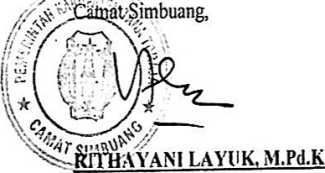 Camat Simbuang,
CAMAT SIMBUANG
RITHAYANI LAYUK, M.Pd.K